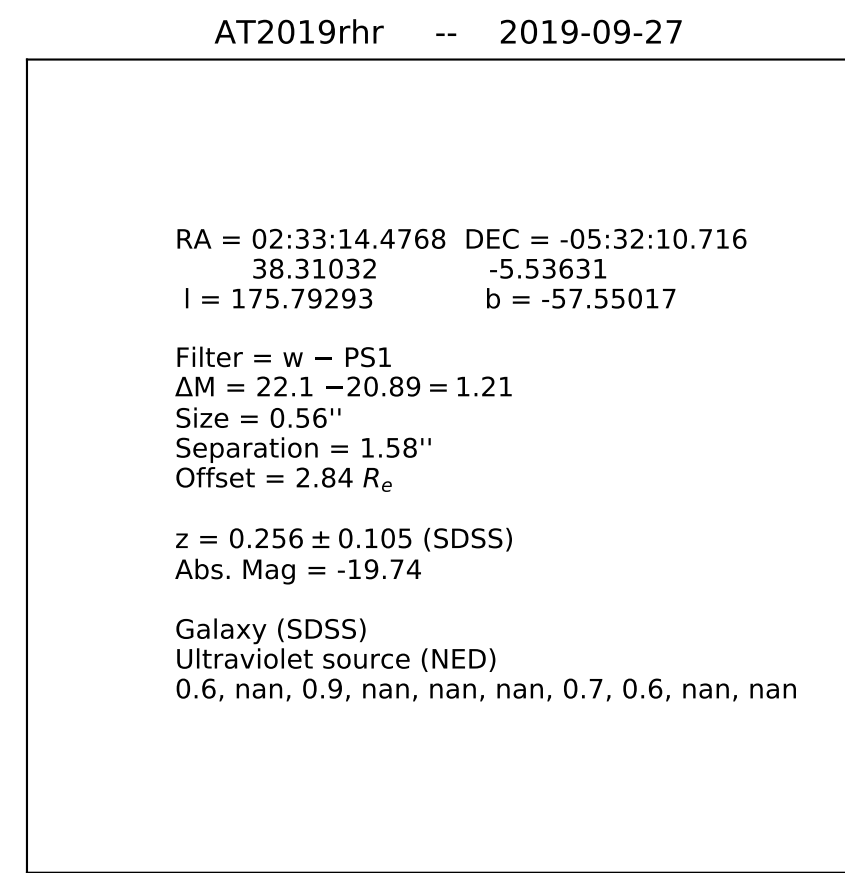 AT2019rhr -- 2019-09-27
RA = 02:33:14.4768 DEC = -05:32:10.716
38.31032 -5.53631
l = 175.79293 b = -57.55017
Filter = w − PS1
ΔM = 22.1 −20.89 = 1.21
Size = 0.56''
Separation = 1.58''
Offset = 2.84 Re
z = 0.256 ± 0.105 (SDSS)
Abs. Mag = -19.74
Galaxy (SDSS)
Ultraviolet source (NED)
0.6, nan, 0.9, nan, nan, nan, 0.7, 0.6, nan, nan